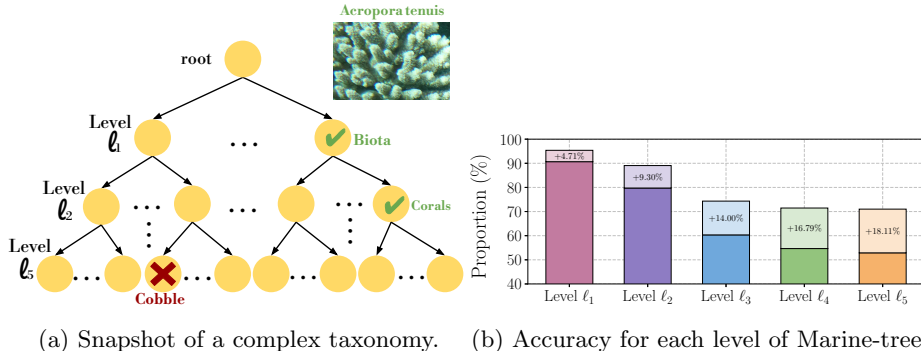 Acropora tenuis
root
Level
ℓ1
...
Biota
Level
ℓ2
... ... ... ...
Corals
Level
ℓ5
... ... ... ...
Cobble
(a) Snapshot of a complex taxonomy.
Proportion (%)
100
90
80
70
60
50
40
+4.71%
+9.30%
+14.00%
+16.79%
+18.11%
Level ℓ1 Level ℓ2 Level ℓ3 Level ℓ4 Level ℓ5
(b) Accuracy for each level of Marine-tree